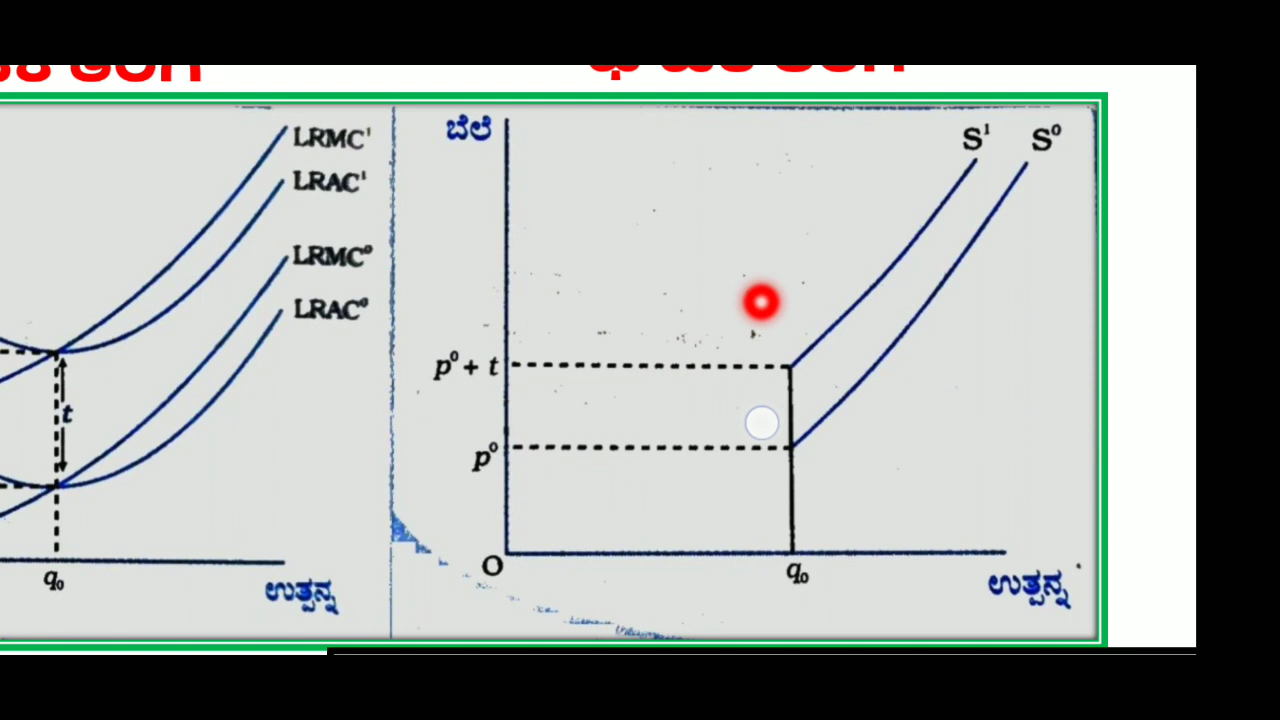 LRMC¹
LRAC¹
LRMC⁰
LRAC⁰
t
q₀
ಉತ್ಪನ್ನ
ಬೆಲೆ
S¹ S⁰
p⁰ + t
p⁰
O
q₀
ಉತ್ಪನ್ನ